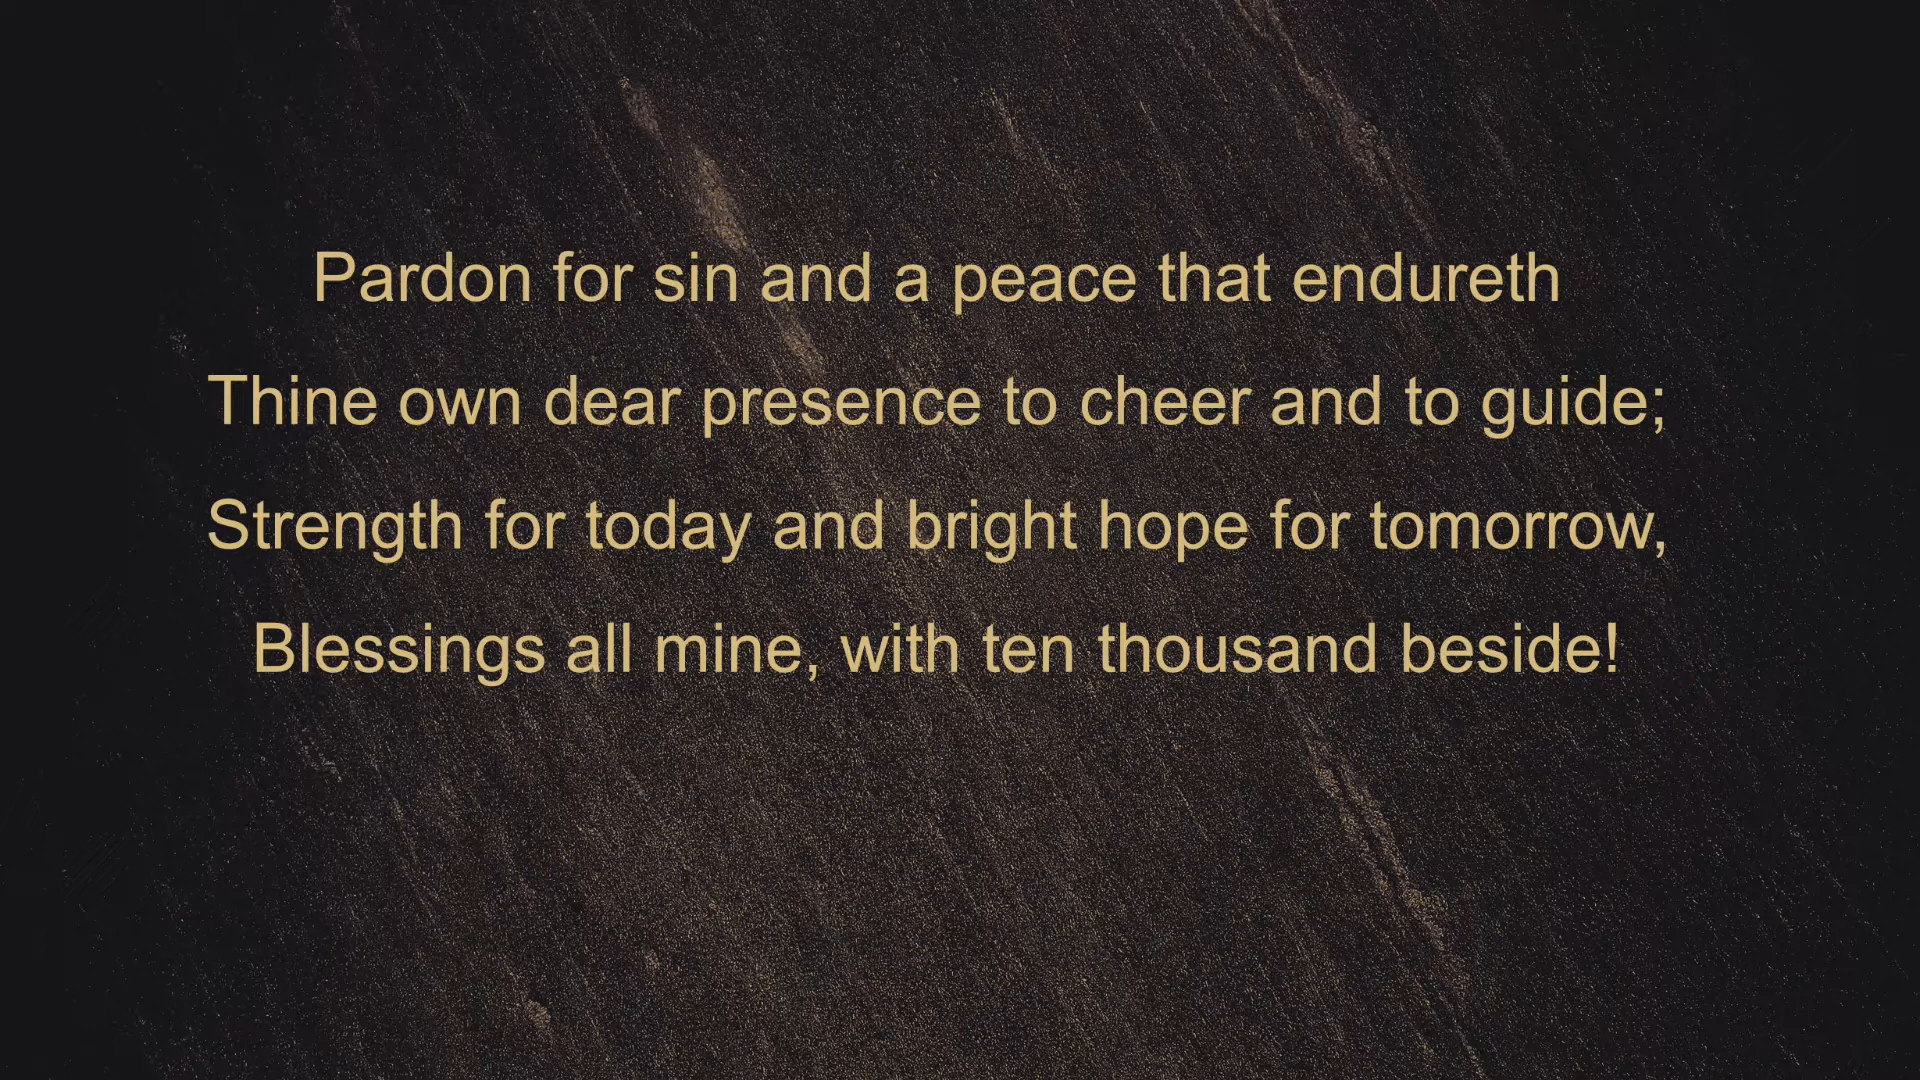 Pardon for sin and a peace that endureth
Thine own dear presence to cheer and to guide;
Strength for today and bright hope for tomorrow,
Blessings all mine, with ten thousand beside!